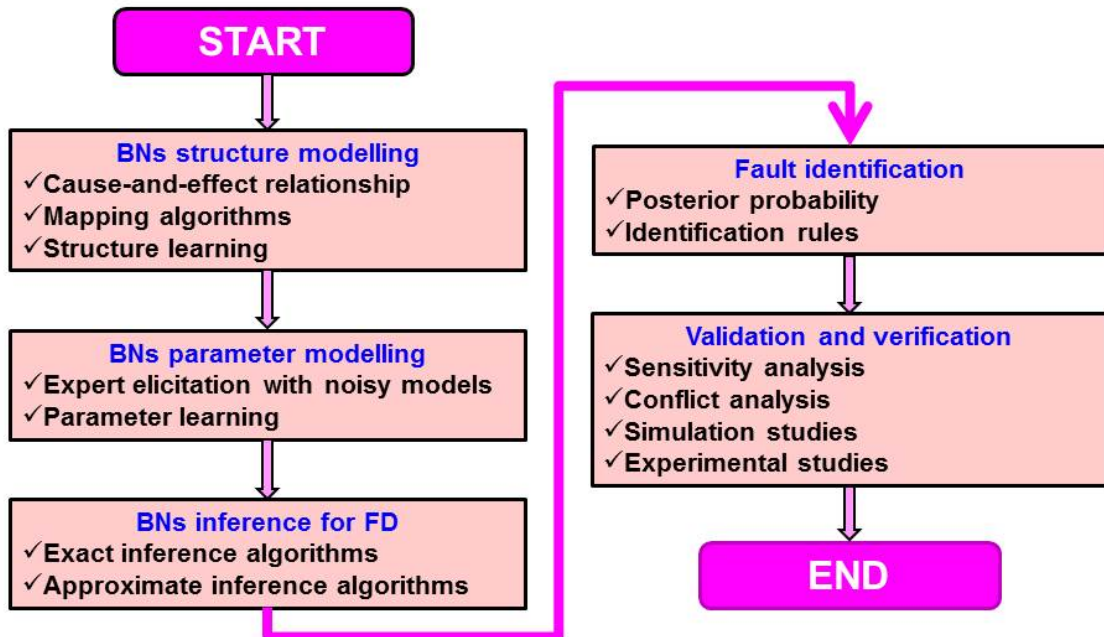 START
BNs structure modelling
✓Cause-and-effect relationship
✓Mapping algorithms
✓Structure learning
BNs parameter modelling
✓Expert elicitation with noisy models
✓Parameter learning
BNs inference for FD
✓Exact inference algorithms
✓Approximate inference algorithms
Fault identification
✓Posterior probability
✓Identification rules
Validation and verification
✓Sensitivity analysis
✓Conflict analysis
✓Simulation studies
✓Experimental studies
END